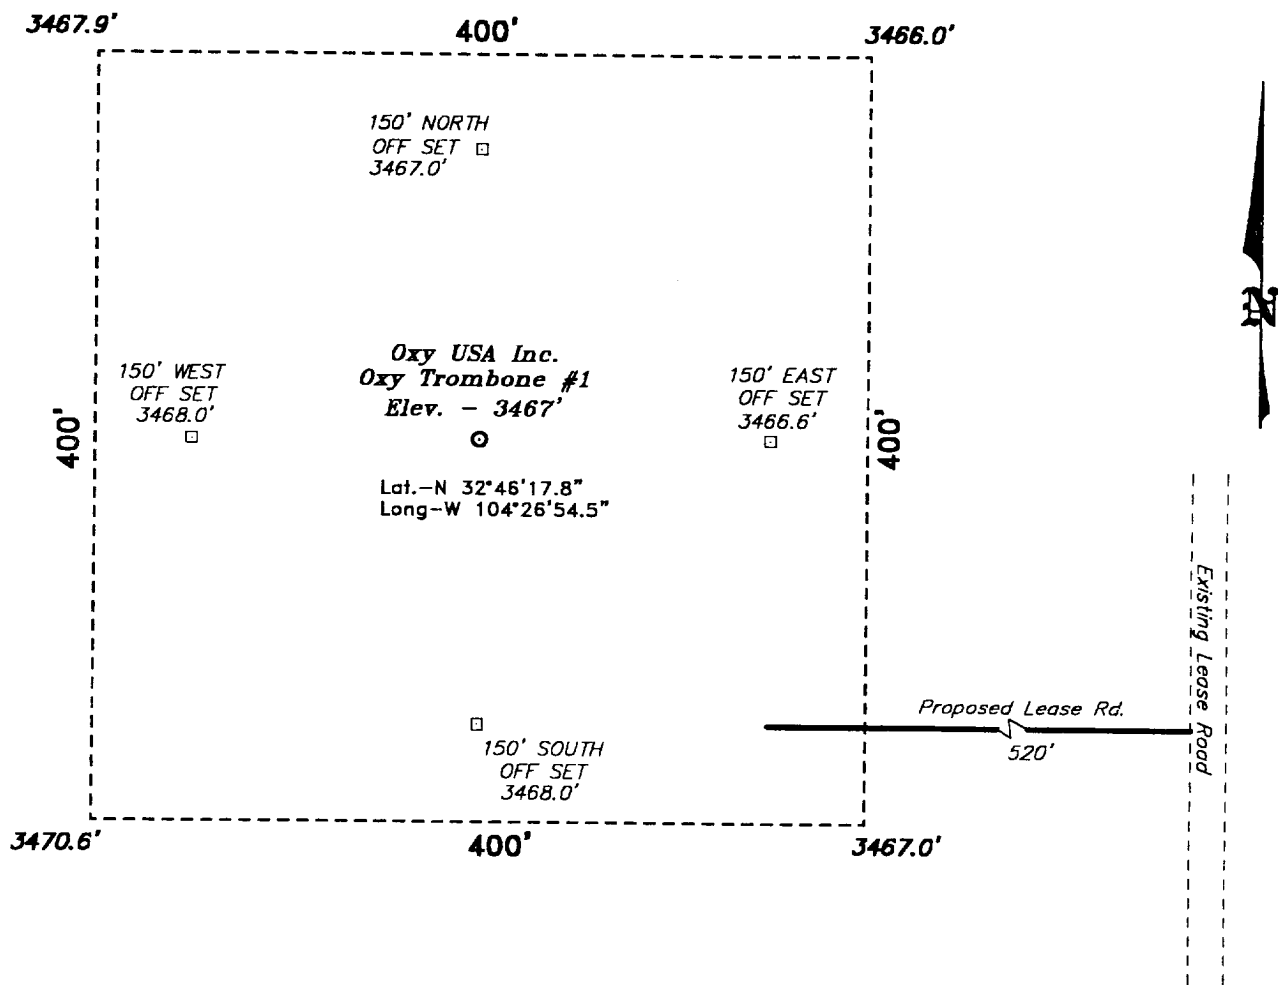 3467.9'
400'
3466.0'
150' NORTH
OFF SET
3467.0'
Oxy USA Inc.
Oxy Trombone #1
Elev. - 3467'
150' WEST
OFF SET
3468.0'
150' EAST
OFF SET
3466.6'
400'
400'
Lat.-N 32°46'17.8"
Long-W 104°26'54.5"
N
Existing Lease Road
Proposed Lease Rd.
520'
150' SOUTH
OFF SET
3468.0'
3470.6'
400'
3467.0'